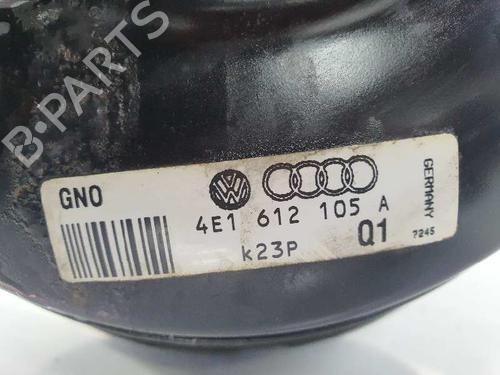 B-PARTS
GNO
4E1 612 105 A
k23P
Q1
GERMANY
7245